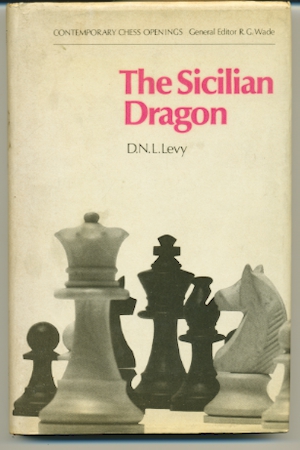 CONTEMPORARY CHESS OPENINGS General Editor R.G. Wade
The Sicilian
Dragon
D.N.L. Levy